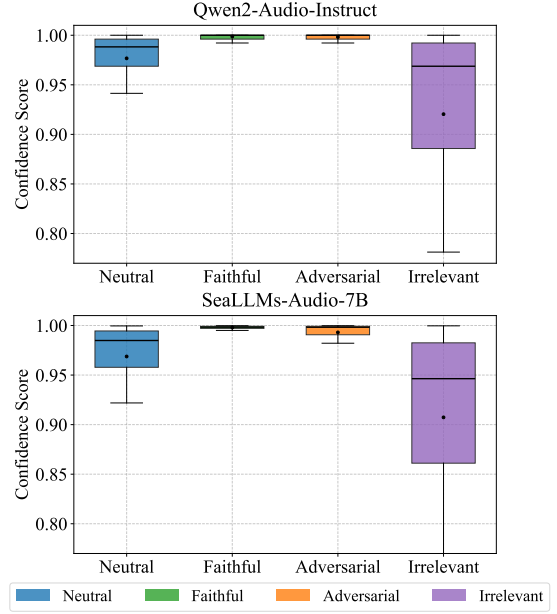 Qwen2-Audio-Instruct
Confidence Score
1.00
0.95
0.90
0.85
0.80
Neutral Faithful Adversarial Irrelevant
SeaLLMs-Audio-7B
Confidence Score
1.00
0.95
0.90
0.85
0.80
Neutral Faithful Adversarial Irrelevant
Neutral Faithful Adversarial Irrelevant